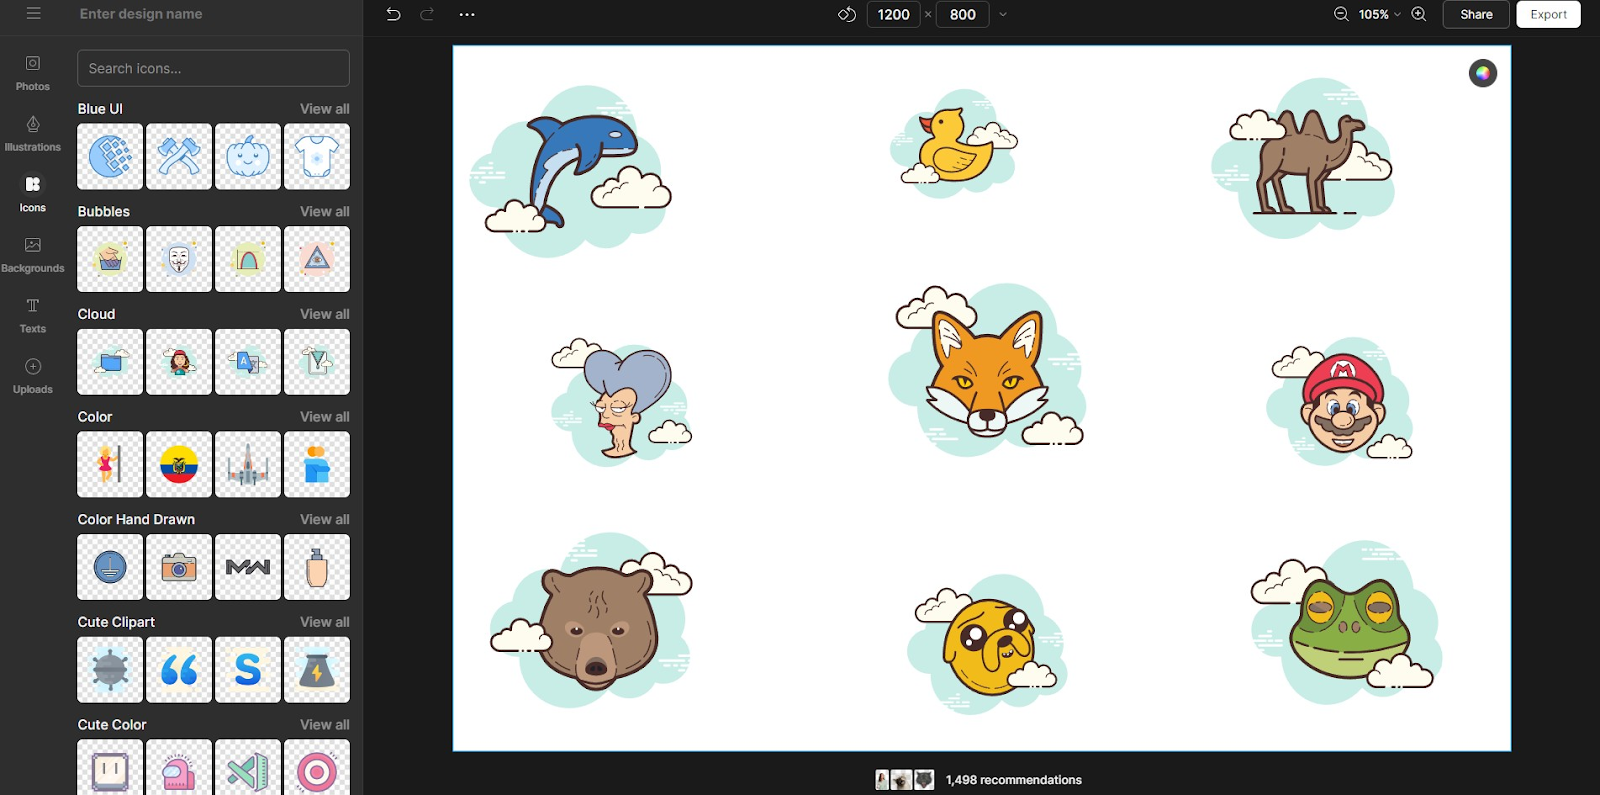 Enter design name
1200 × 800
105%
Share
Export
Photos
Illustrations
Icons
Backgrounds
Texts
Uploads
Search icons...
Blue UI View all
Bubbles View all
Cloud View all
A
Color View all
Color Hand Drawn View all
MW
Cute Clipart View all
S
Cute Color View all
M
1,498 recommendations